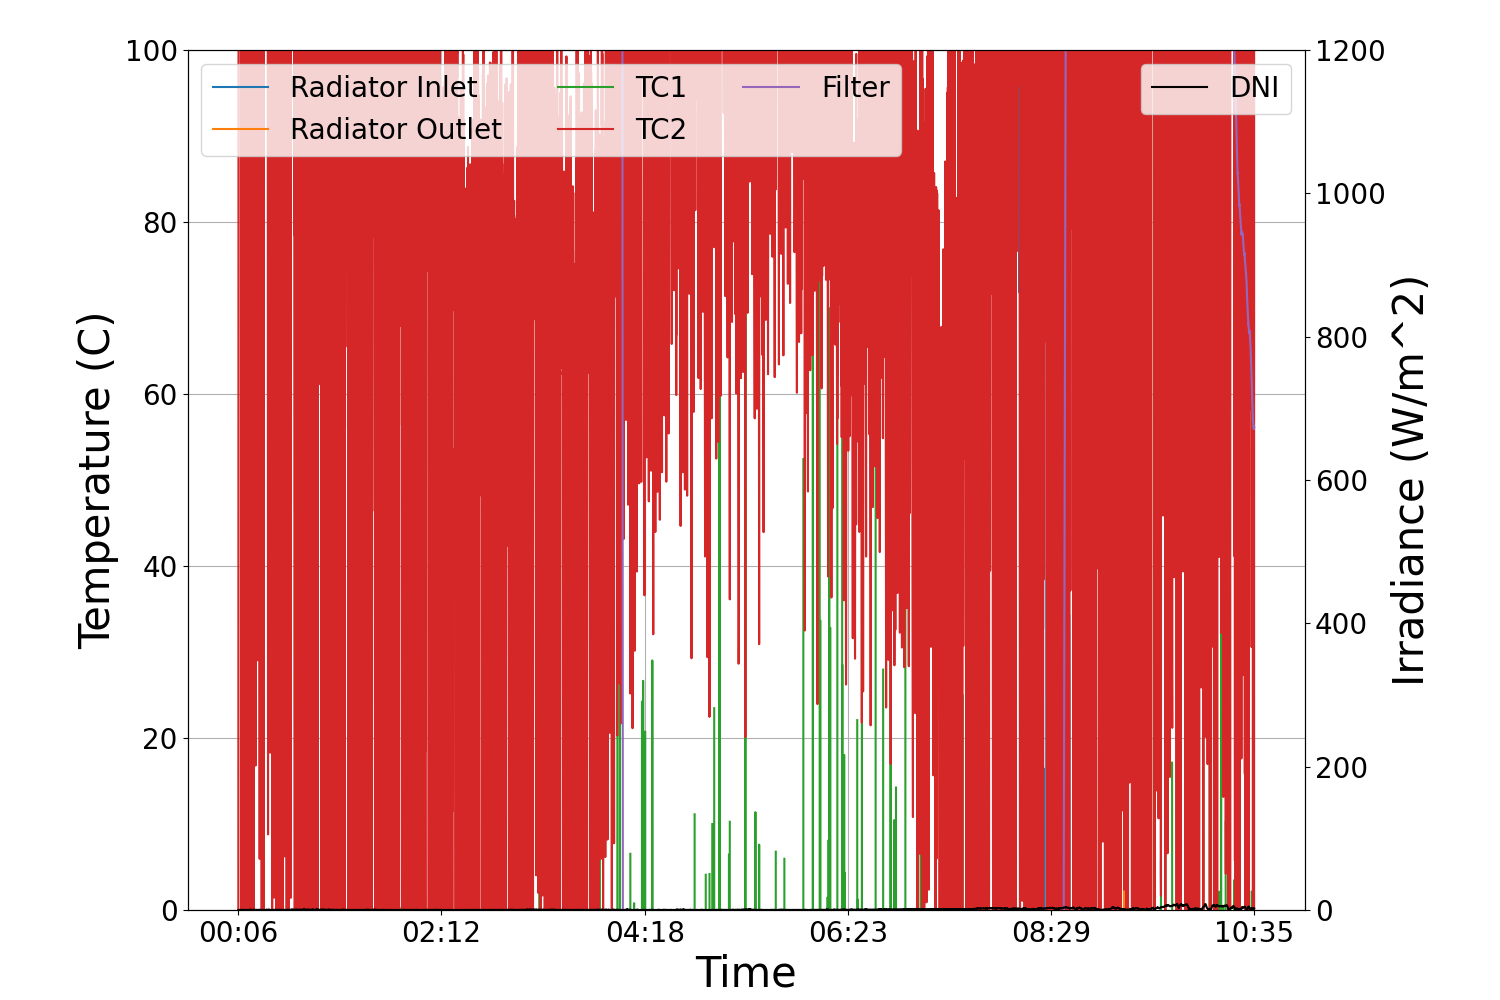 100
80
60
40
20
0
Temperature (C)
Radiator Inlet
Radiator Outlet
TC1
TC2
Filter
DNI
1200
1000
800
600
400
200
0
Irradiance (W/m^2)
00:06 02:12 04:18 06:23 08:29 10:35
Time